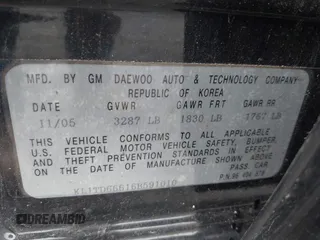 MFD. BY GM DAEWOO AUTO & TECHNOLOGY COMPANY
REPUBLIC OF KOREA
DATE GVWR GAWR FRT GAWR RR
11/05 3287 LB 1830 LB 1767 LB
THIS VEHICLE CONFORMS TO ALL APPLICABLE
U.S. FEDERAL MOTOR VEHICLE SAFETY, BUMPER,
AND THEFT PREVENTION STANDARDS IN EFFECT
ON THE DATE OF MANUFACTURE SHOWN ABOVE
PASS CAR
P/N 96
DREAMBID